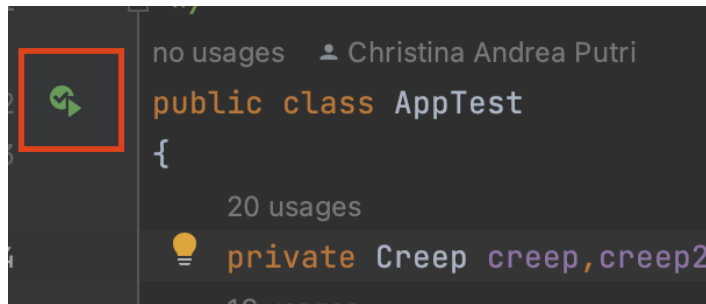 no usages Christina Andrea Putri
public class AppTest
{
20 usages
private Creep creep,creep2